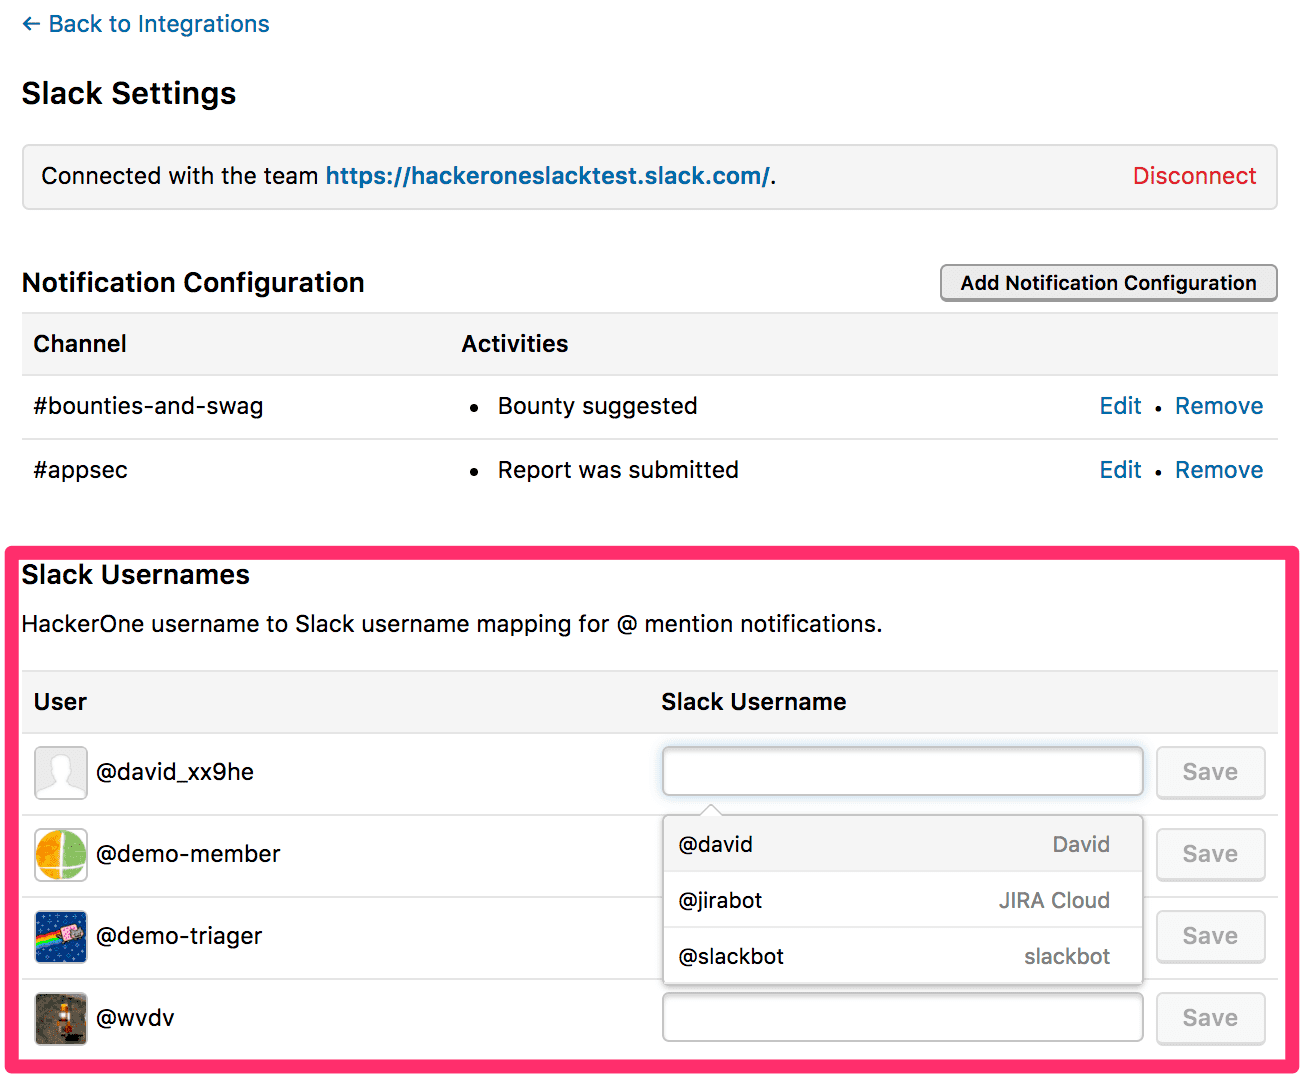 ← Back to Integrations
Slack Settings
Connected with the team https://hackeroneslacktest.slack.com/. Disconnect
Notification Configuration Add Notification Configuration
Channel Activities
#bounties-and-swag • Bounty suggested Edit • Remove
#appsec • Report was submitted Edit • Remove
Slack Usernames
HackerOne username to Slack username mapping for @ mention notifications.
User Slack Username
@david_xx9he Save
@demo-member @david David Save
@jirabot JIRA Cloud
@demo-triager Save
@slackbot slackbot
@wvdv Save